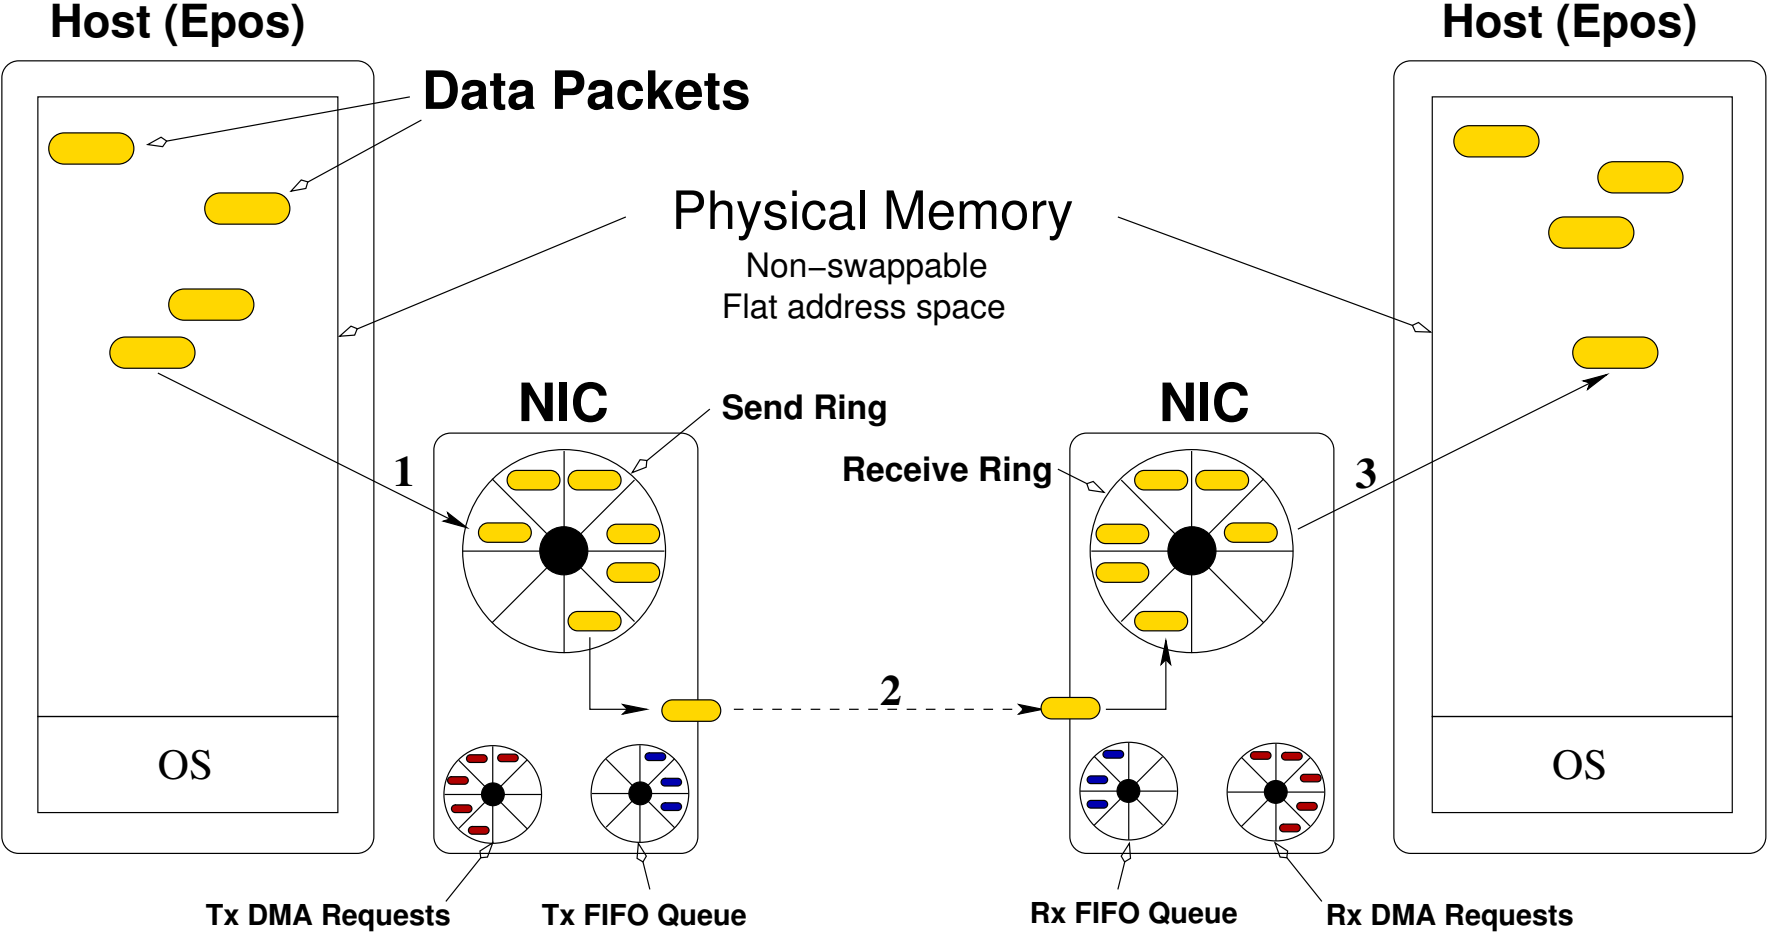 Host (Epos)
Host (Epos)
Data Packets
Physical Memory
Non−swappable
Flat address space
NIC
NIC
Send Ring
Receive Ring
1
3
2
OS
OS
Tx DMA Requests
Tx FIFO Queue
Rx FIFO Queue
Rx DMA Requests